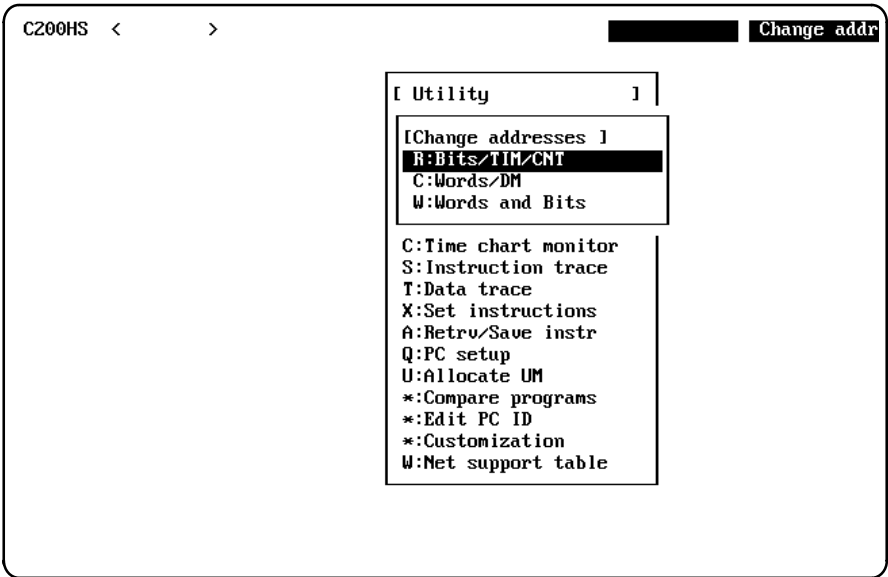 C200HS < > Change addr
[ Utility ]
[Change addresses ]
R:Bits/TIM/CNT
C:Words/DM
W:Words and Bits
C:Time chart monitor
S:Instruction trace
T:Data trace
X:Set instructions
A:Retrv/Save instr
Q:PC setup
U:Allocate UM
*:Compare programs
*:Edit PC ID
*:Customization
W:Net support table